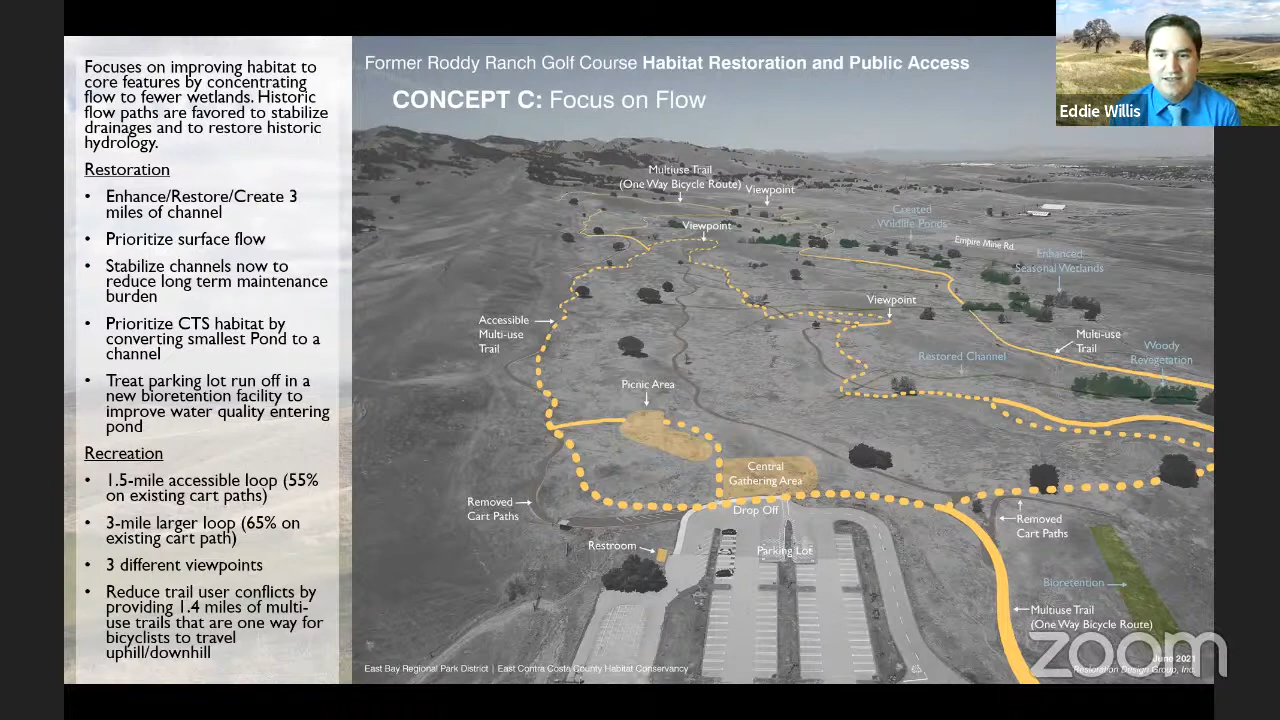 Focuses on improving habitat to
core features by concentrating
flow to fewer wetlands. Historic
flow paths are favored to stabilize
drainages and to restore historic
hydrology.
Restoration
• Enhance/Restore/Create 3
miles of channel
• Prioritize surface flow
• Stabilize channels now to
reduce long term maintenance
burden
• Prioritize CTS habitat by
converting smallest Pond to a
channel
• Treat parking lot run off in a
new bioretention facility to
improve water quality entering
pond
Recreation
• 1.5-mile accessible loop (55%
on existing cart paths)
• 3-mile larger loop (65% on
existing cart path)
• 3 different viewpoints
• Reduce trail user conflicts by
providing 1.4 miles of multi-
use trails that are one way for
bicyclists to travel
uphill/downhill
Former Roddy Ranch Golf Course Habitat Restoration and Public Access
CONCEPT C: Focus on Flow
Eddie Willis
Multiuse Trail
(One Way Bicycle Route)
Viewpoint
Viewpoint
Created
Wildlife Ponds
Empire Mine Rd.
Enhanced
Seasonal Wetlands
Viewpoint
Accessible
Multi-use
Trail
Multi-use
Trail
Woody
Revegetation
Restored Channel
Picnic Area
Central
Gathering Area
Removed
Cart Paths
Drop Off
Removed
Cart Paths
Restroom
Parking Lot
Bioretention
Multiuse Trail
(One Way Bicycle Route)
zoom
June 2021
Restoration Design Group, Inc.
East Bay Regional Park District | East Contra Costa County Habitat Conservancy